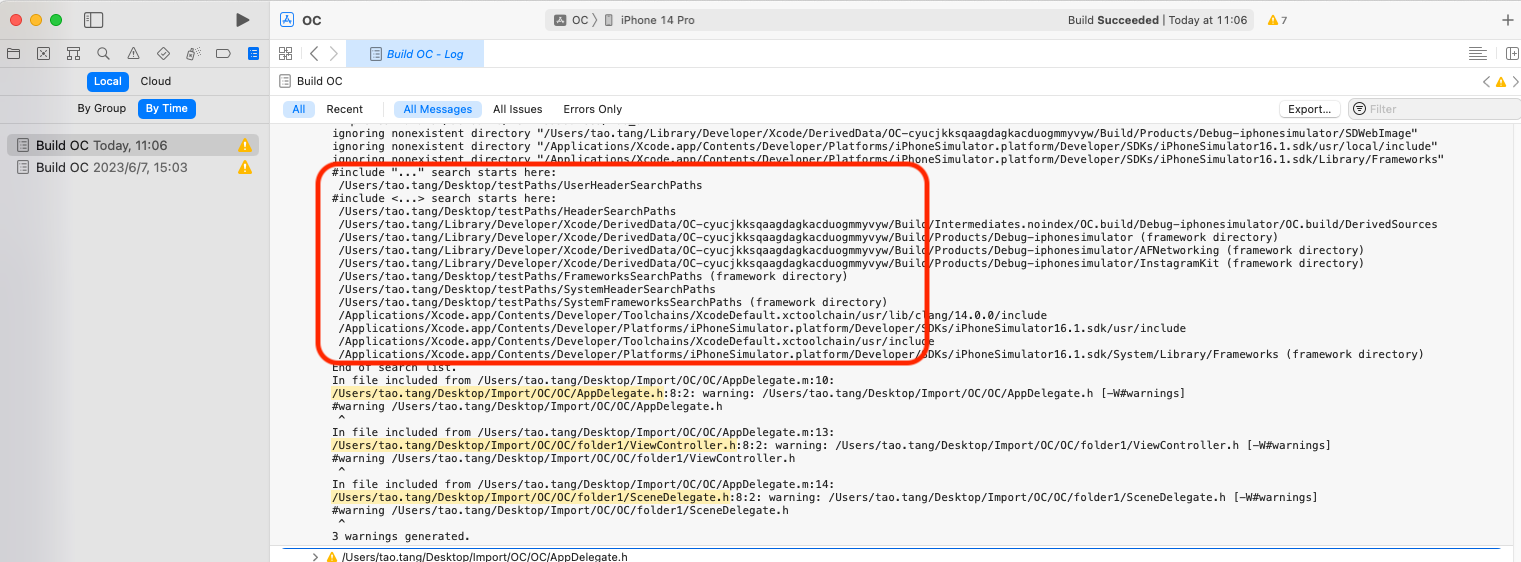 OC
OC 〉 iPhone 14 Pro
Build Succeeded | Today at 11:06
7
Build OC - Log
Local
Cloud
Build OC
By Group
By Time
All
Recent
All Messages
All Issues
Errors Only
Export...
Filter
Build OC Today, 11:06
Build OC 2023/6/7, 15:03
ignoring nonexistent directory "/Users/tao.tang/Library/Developer/Xcode/DerivedData/OC-cyucjkksqaagdagkacduogmmyvyw/Build/Products/Debug-iphonesimulator/SDWebImage"
ignoring nonexistent directory "/Applications/Xcode.app/Contents/Developer/Platforms/iPhoneSimulator.platform/Developer/SDKs/iPhoneSimulator16.1.sdk/usr/local/include"
ignoring nonexistent directory "/Applications/Xcode.app/Contents/Developer/Platforms/iPhoneSimulator.platform/Developer/SDKs/iPhoneSimulator16.1.sdk/Library/Frameworks"
#include "..." search starts here:
/Users/tao.tang/Desktop/testPaths/UserHeaderSearchPaths
#include <...> search starts here:
/Users/tao.tang/Desktop/testPaths/HeaderSearchPaths
/Users/tao.tang/Library/Developer/Xcode/DerivedData/OC-cyucjkksqaagdagkacduogmmyvyw/Build/Intermediates.noindex/OC.build/Debug-iphonesimulator/OC.build/DerivedSources
/Users/tao.tang/Library/Developer/Xcode/DerivedData/OC-cyucjkksqaagdagkacduogmmyvyw/Build/Products/Debug-iphonesimulator (framework directory)
/Users/tao.tang/Library/Developer/Xcode/DerivedData/OC-cyucjkksqaagdagkacduogmmyvyw/Build/Products/Debug-iphonesimulator/AFNetworking (framework directory)
/Users/tao.tang/Library/Developer/Xcode/DerivedData/OC-cyucjkksqaagdagkacduogmmyvyw/Build/Products/Debug-iphonesimulator/InstagramKit (framework directory)
/Users/tao.tang/Desktop/testPaths/FrameworksSearchPaths (framework directory)
/Users/tao.tang/Desktop/testPaths/SystemHeaderSearchPaths
/Users/tao.tang/Desktop/testPaths/SystemFrameworksSearchPaths (framework directory)
/Applications/Xcode.app/Contents/Developer/Toolchains/XcodeDefault.xctoolchain/usr/lib/clang/14.0.0/include
/Applications/Xcode.app/Contents/Developer/Platforms/iPhoneSimulator.platform/Developer/SDKs/iPhoneSimulator16.1.sdk/usr/include
/Applications/Xcode.app/Contents/Developer/Toolchains/XcodeDefault.xctoolchain/usr/include
/Applications/Xcode.app/Contents/Developer/Platforms/iPhoneSimulator.platform/Developer/SDKs/iPhoneSimulator16.1.sdk/System/Library/Frameworks (framework directory)
End of search list.
In file included from /Users/tao.tang/Desktop/Import/OC/OC/AppDelegate.m:10:
/Users/tao.tang/Desktop/Import/OC/OC/AppDelegate.h:8:2: warning: /Users/tao.tang/Desktop/Import/OC/OC/AppDelegate.h [-W#warnings]
#warning /Users/tao.tang/Desktop/Import/OC/OC/AppDelegate.h
^
In file included from /Users/tao.tang/Desktop/Import/OC/OC/AppDelegate.m:13:
/Users/tao.tang/Desktop/Import/OC/OC/folder1/ViewController.h:8:2: warning: /Users/tao.tang/Desktop/Import/OC/OC/folder1/ViewController.h [-W#warnings]
#warning /Users/tao.tang/Desktop/Import/OC/OC/folder1/ViewController.h
^
In file included from /Users/tao.tang/Desktop/Import/OC/OC/AppDelegate.m:14:
/Users/tao.tang/Desktop/Import/OC/OC/folder1/SceneDelegate.h:8:2: warning: /Users/tao.tang/Desktop/Import/OC/OC/folder1/SceneDelegate.h [-W#warnings]
#warning /Users/tao.tang/Desktop/Import/OC/OC/folder1/SceneDelegate.h
^
3 warnings generated.
/Users/tao.tang/Desktop/Import/OC/OC/AppDelegate.h